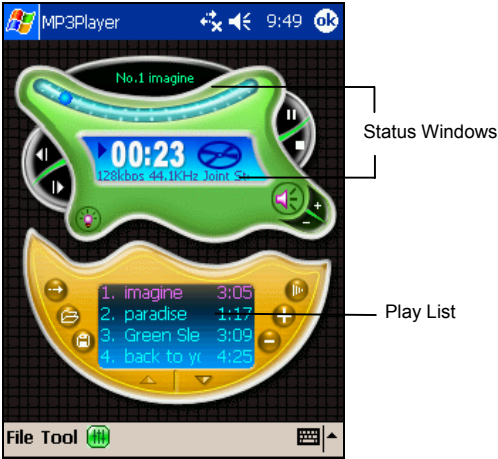 MP3Player 9:49 ok
No.1 imagine
Status Windows
00:23
128kbps 44.1KHz Joint St
1. imagine 3:05
2. paradise 1:17
Play List
3. Green Sle 3:09
4. back to yo 4:25
File Tool